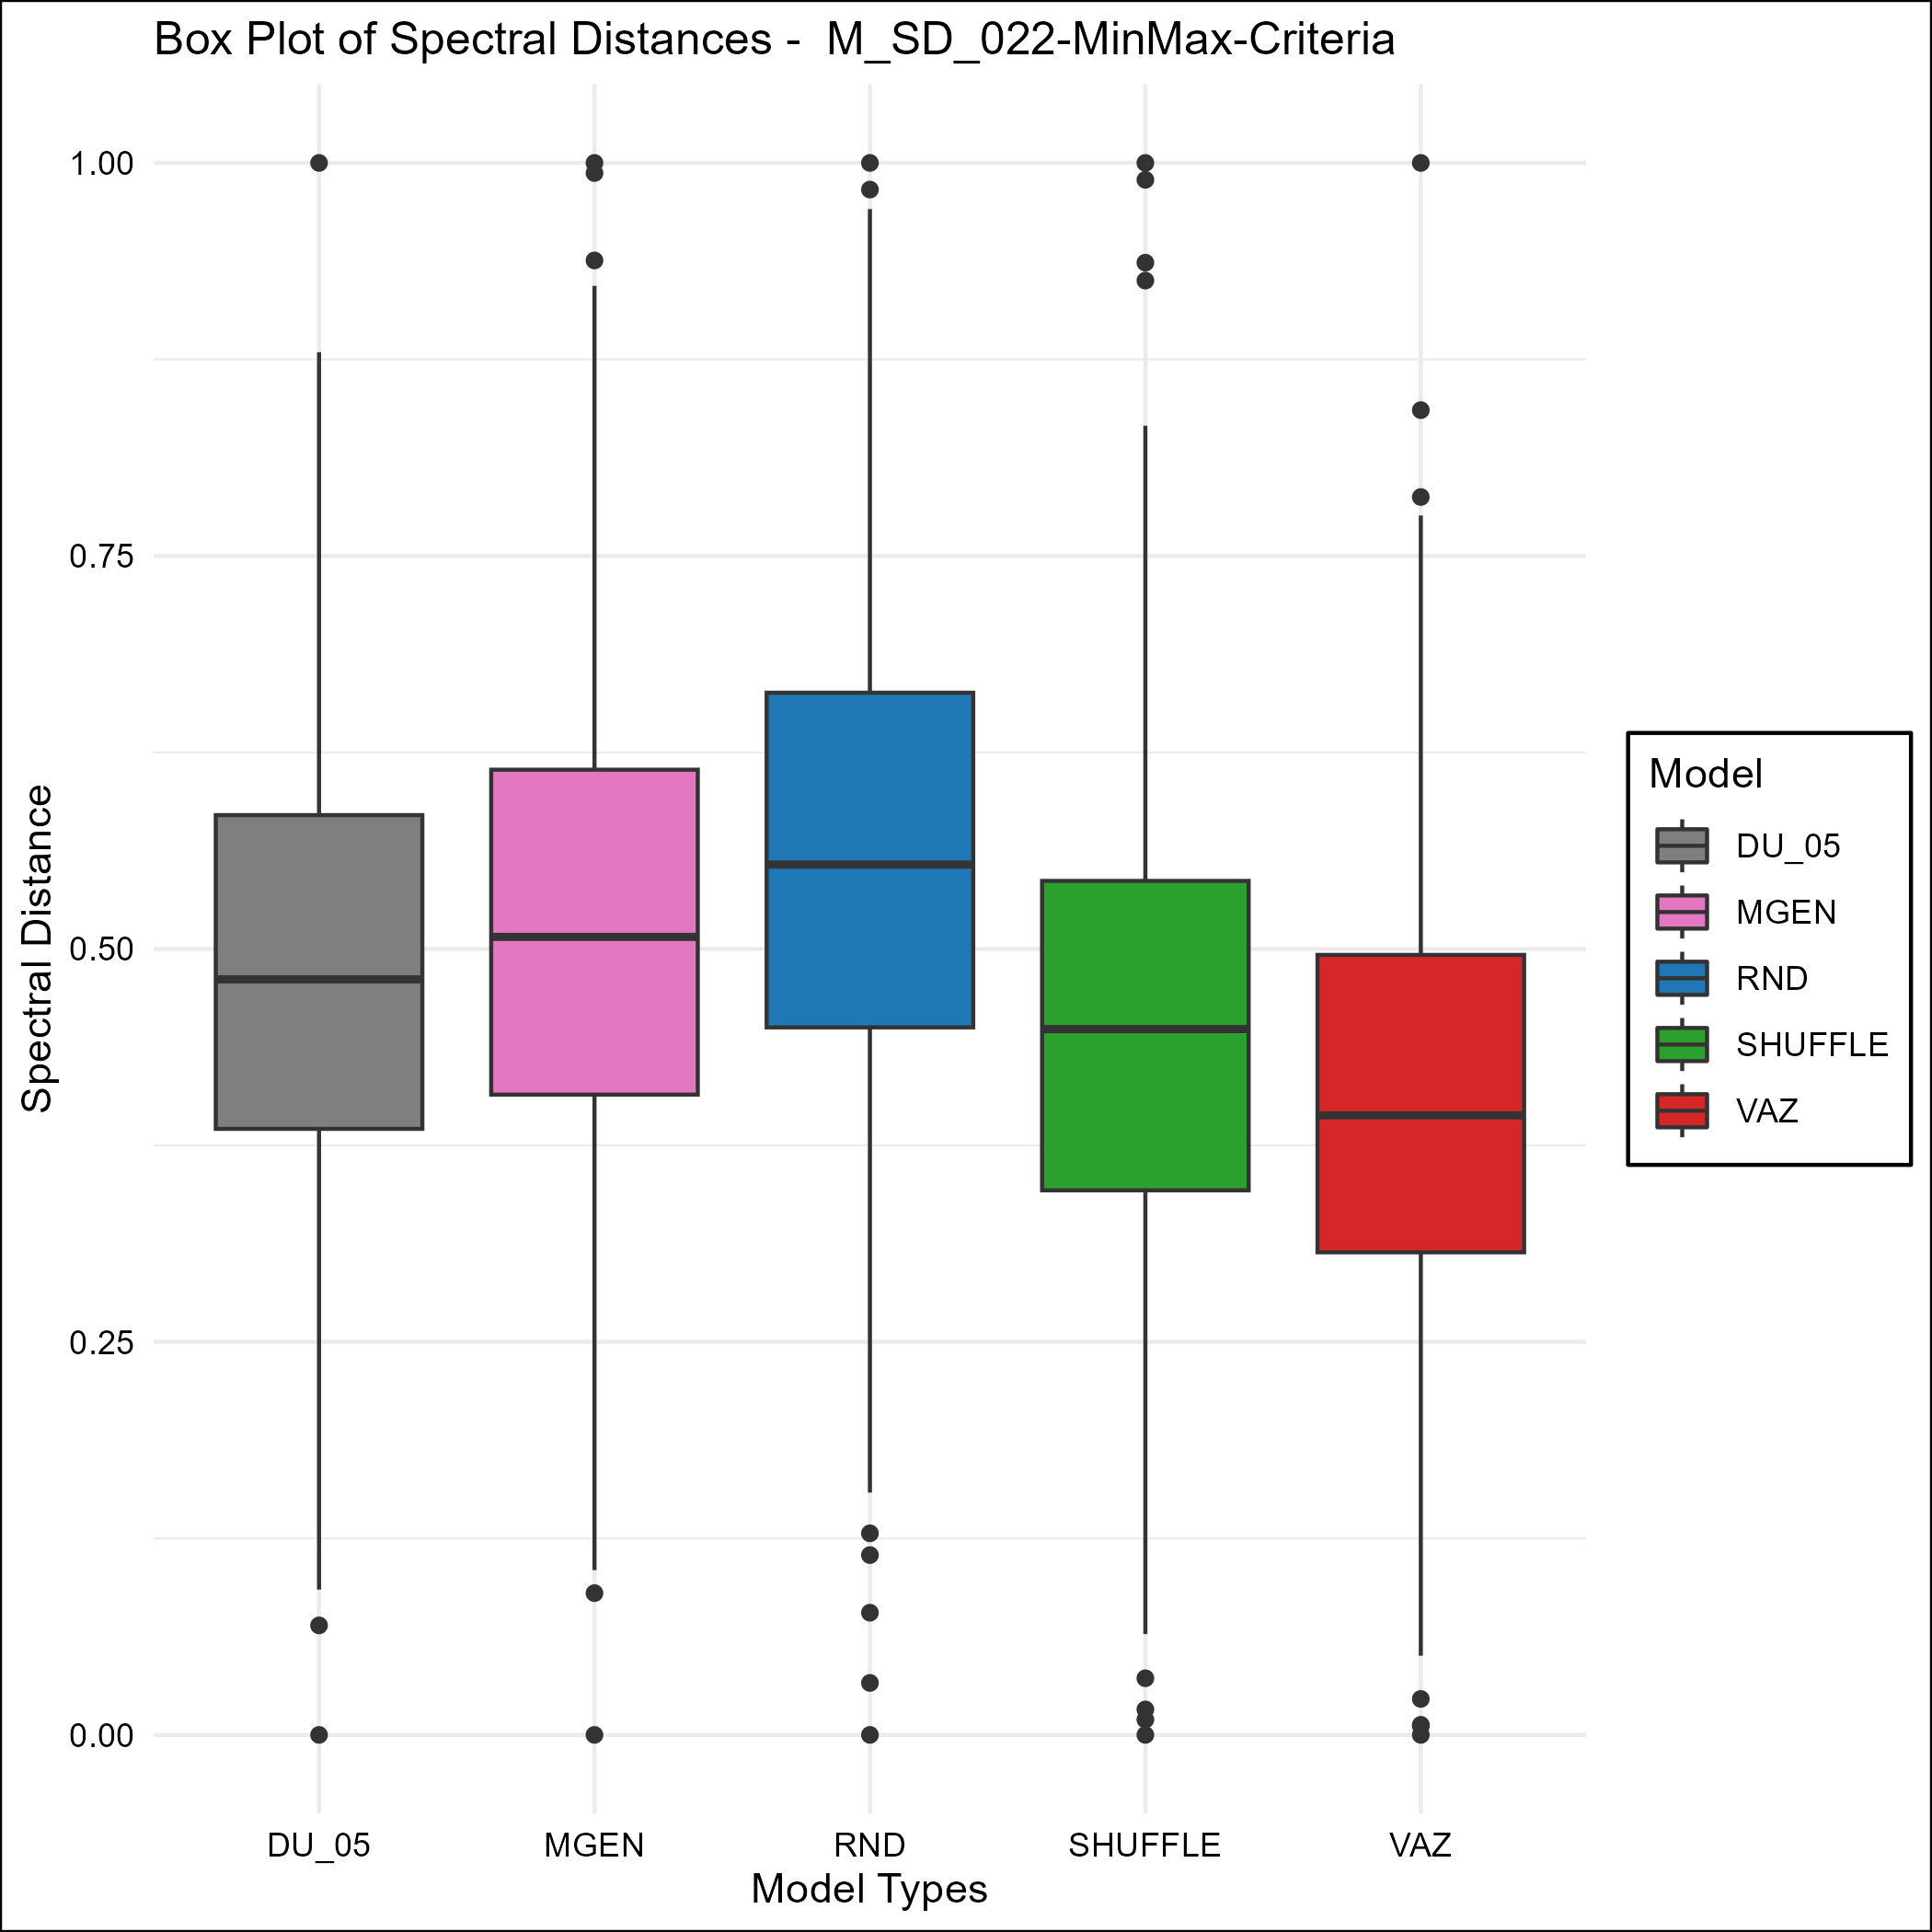 Box Plot of Spectral Distances -  M_SD_022-MinMax-Criteria
1.00
0.75
0.50
0.25
0.00
Spectral Distance
DU_05 MGEN RND SHUFFLE VAZ
Model Types
Model
DU_05
MGEN
RND
SHUFFLE
VAZ